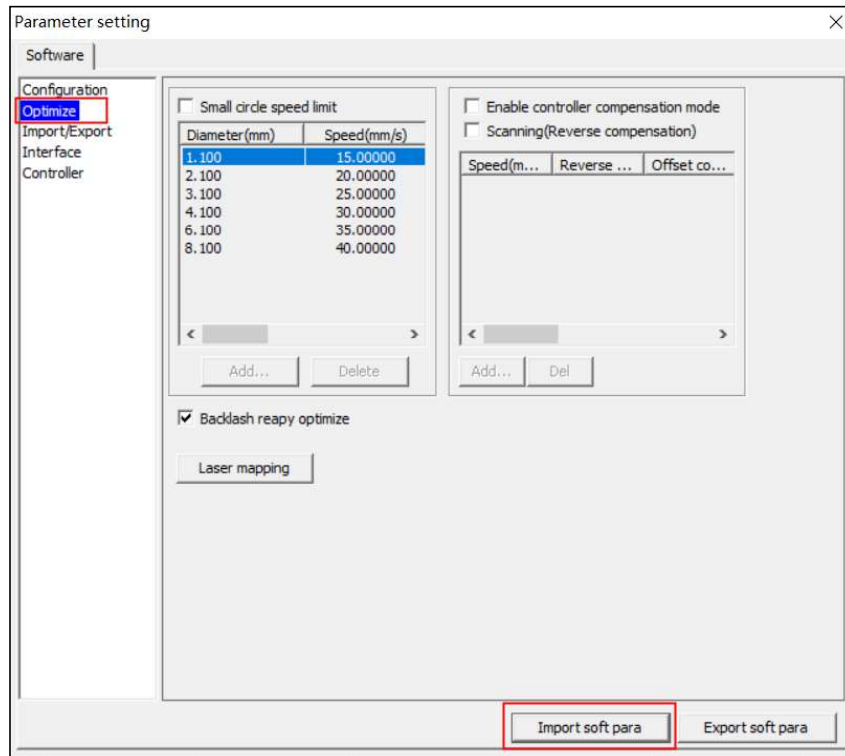 Parameter setting
Software
Configuration
Optimize
Import/Export
Interface
Controller
Small circle speed limit
Diameter(mm) Speed(mm/s)
1.100 15.00000
2.100 20.00000
3.100 25.00000
4.100 30.00000
6.100 35.00000
8.100 40.00000
Add... Delete
Enable controller compensation mode
Scanning(Reverse compensation)
Speed(m... Reverse ... Offset co...
Add... Del
Backlash reapy optimize
Laser mapping
Import soft para Export soft para